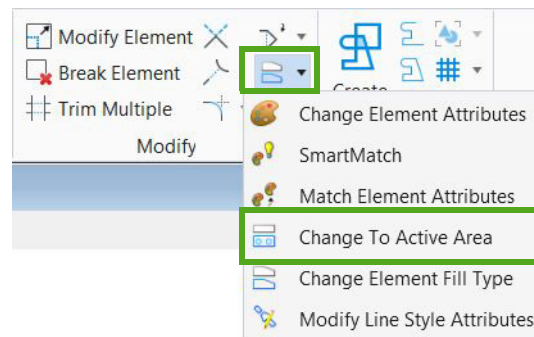 Modify Element
Break Element
Trim Multiple
Modify
Create
Change Element Attributes
SmartMatch
Match Element Attributes
Change To Active Area
Change Element Fill Type
Modify Line Style Attributes